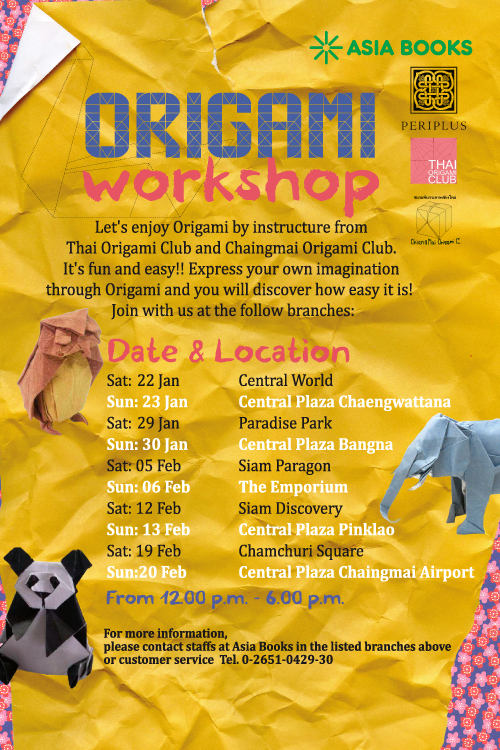 ASIA BOOKS
PERIPLUS
THAI
ORIGAMI
CLUB
ORIGAMI
workshop
Let's enjoy Origami by instructure from
Thai Origami Club and Chaingmai Origami Club.
It's fun and easy!! Express your own imagination
through Origami and you will discover how easy it is!
Join with us at the follow branches:
Date & Location
Sat: 22 Jan Central World
Sun: 23 Jan Central Plaza Chaengwattana
Sat: 29 Jan Paradise Park
Sun: 30 Jan Central Plaza Bangna
Sat: 05 Feb Siam Paragon
Sun: 06 Feb The Emporium
Sat: 12 Feb Siam Discovery
Sun: 13 Feb Central Plaza Pinklao
Sat: 19 Feb Chamchuri Square
Sun:20 Feb Central Plaza Chaingmai Airport
From 12.00 p.m. - 6.00 p.m.
For more information,
please contact staffs at Asia Books in the listed branches above
or customer service Tel. 0-2651-0429-30